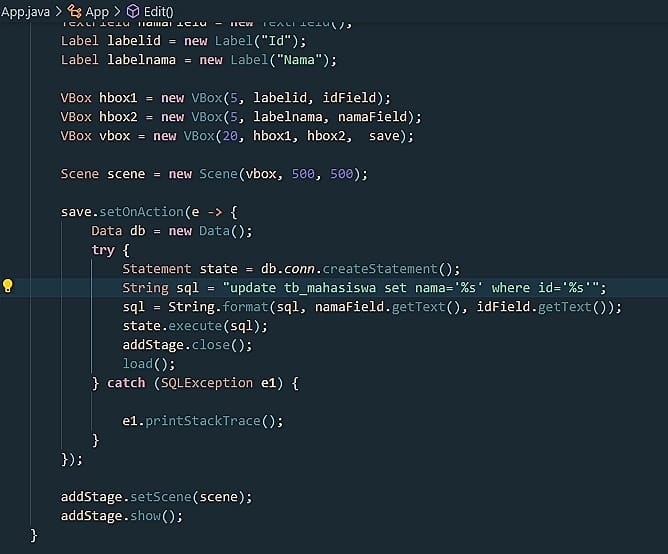 App.java > App > Edit()
TextField namaField = new TextField();
Label labelid = new Label("Id");
Label labelnama = new Label("Nama");
VBox hbox1 = new VBox(5, labelid, idField);
VBox hbox2 = new VBox(5, labelnama, namaField);
VBox vbox = new VBox(20, hbox1, hbox2,  save);
Scene scene = new Scene(vbox, 500, 500);
save.setOnAction(e -> {
Data db = new Data();
try {
Statement state = db.conn.createStatement();
String sql = "update tb_mahasiswa set nama='%s' where id='%s'";
sql = String.format(sql, namaField.getText(), idField.getText());
state.execute(sql);
addStage.close();
load();
} catch (SQLException e1) {
e1.printStackTrace();
}
});
addStage.setScene(scene);
addStage.show();
}